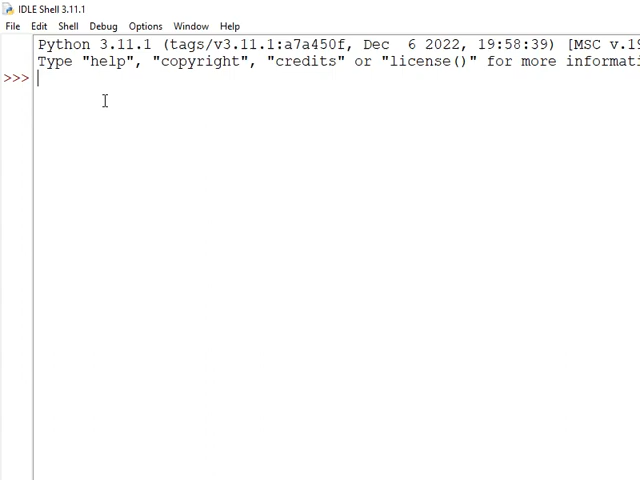 IDLE Shell 3.11.1
File Edit Shell Debug Options Window Help
Python 3.11.1 (tags/v3.11.1:a7a450f, Dec  6 2022, 19:58:39) [MSC v.19
Type "help", "copyright", "credits" or "license()" for more informati
>>>